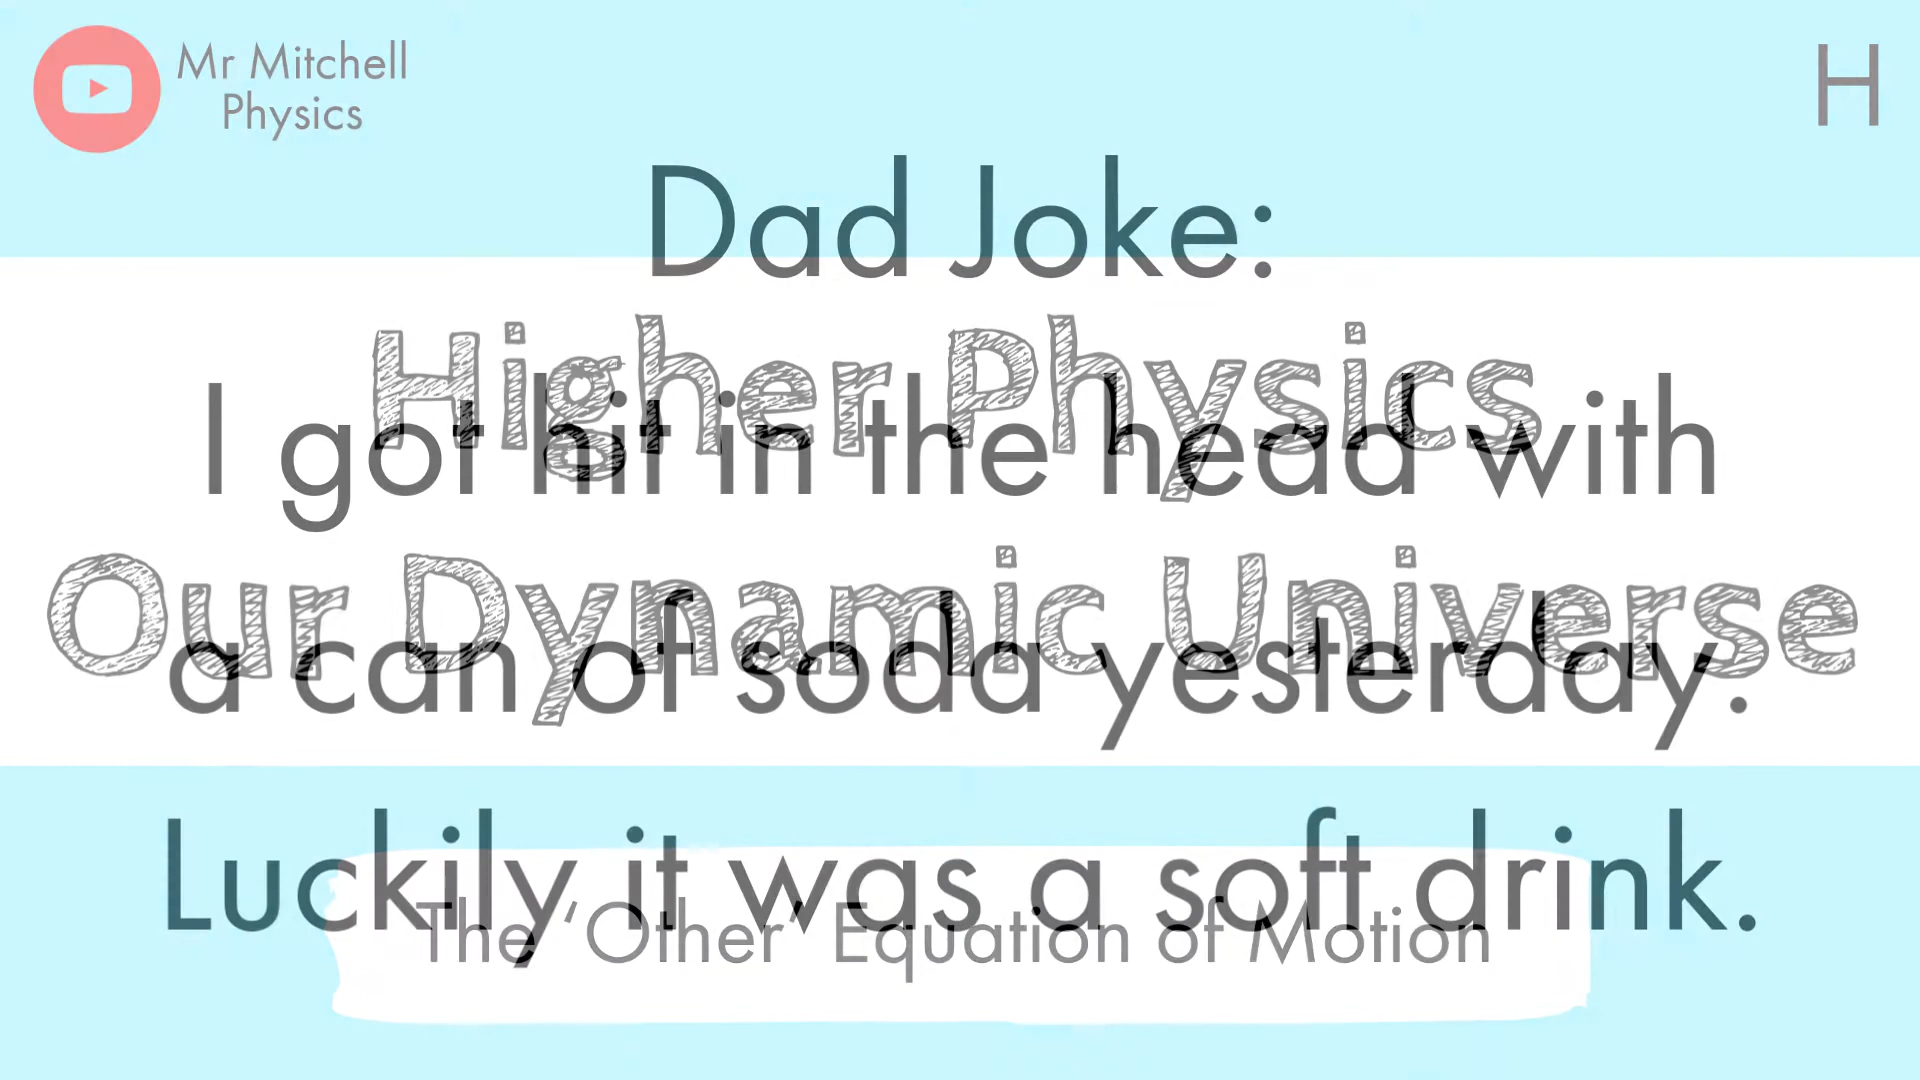 Mr Mitchell
Physics
H
Dad Joke:
Higher Physics
I got hit in the head with
Our Dynamic Universe
a can of soda yesterday.
Luckily it was a soft drink.
The ‘Other’ Equation of Motion